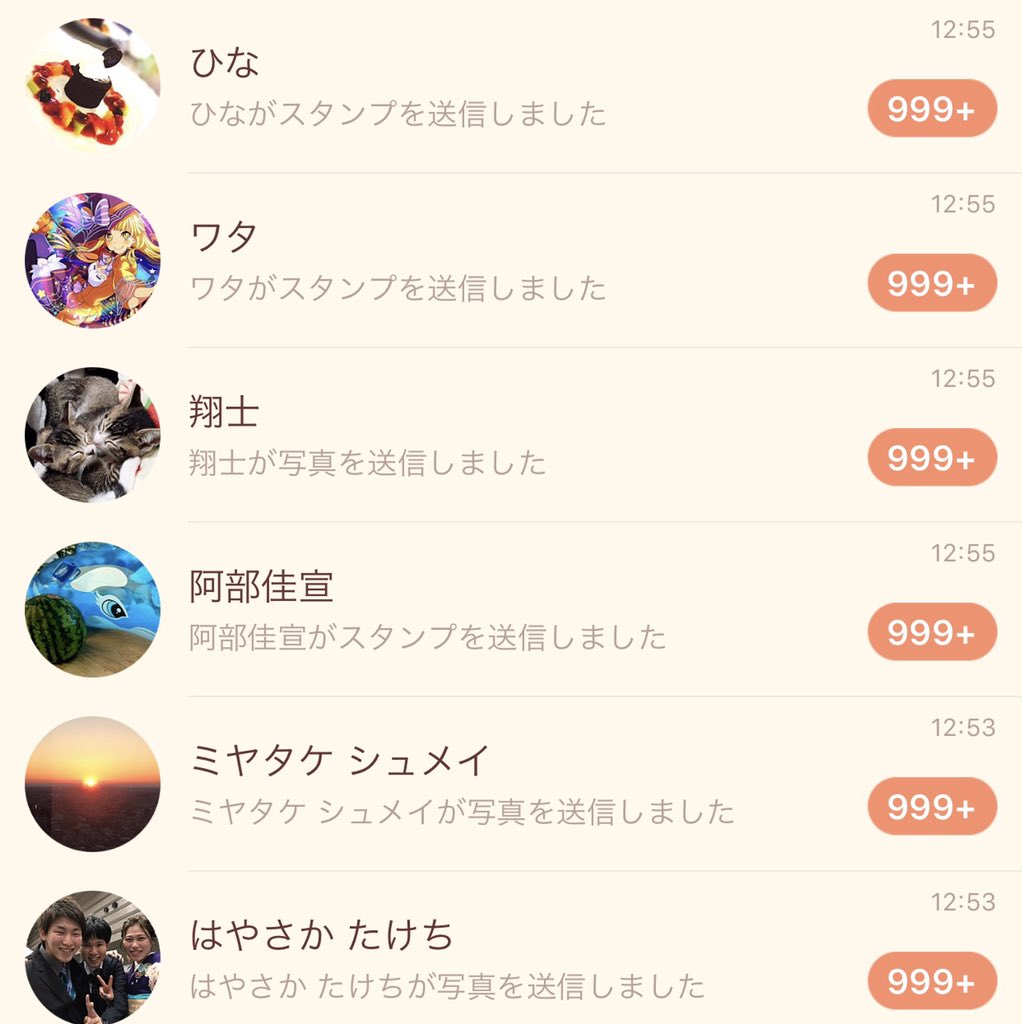 12:55
ひな
ひながスタンプを送信しました
999+
12:55
ワタ
ワタがスタンプを送信しました
999+
12:55
翔士
翔士が写真を送信しました
999+
12:55
阿部佳宣
阿部佳宣がスタンプを送信しました
999+
12:53
ミヤタケ シュメイ
ミヤタケ シュメイが写真を送信しました
999+
12:53
はやさか たけち
はやさか たけちが写真を送信しました
999+